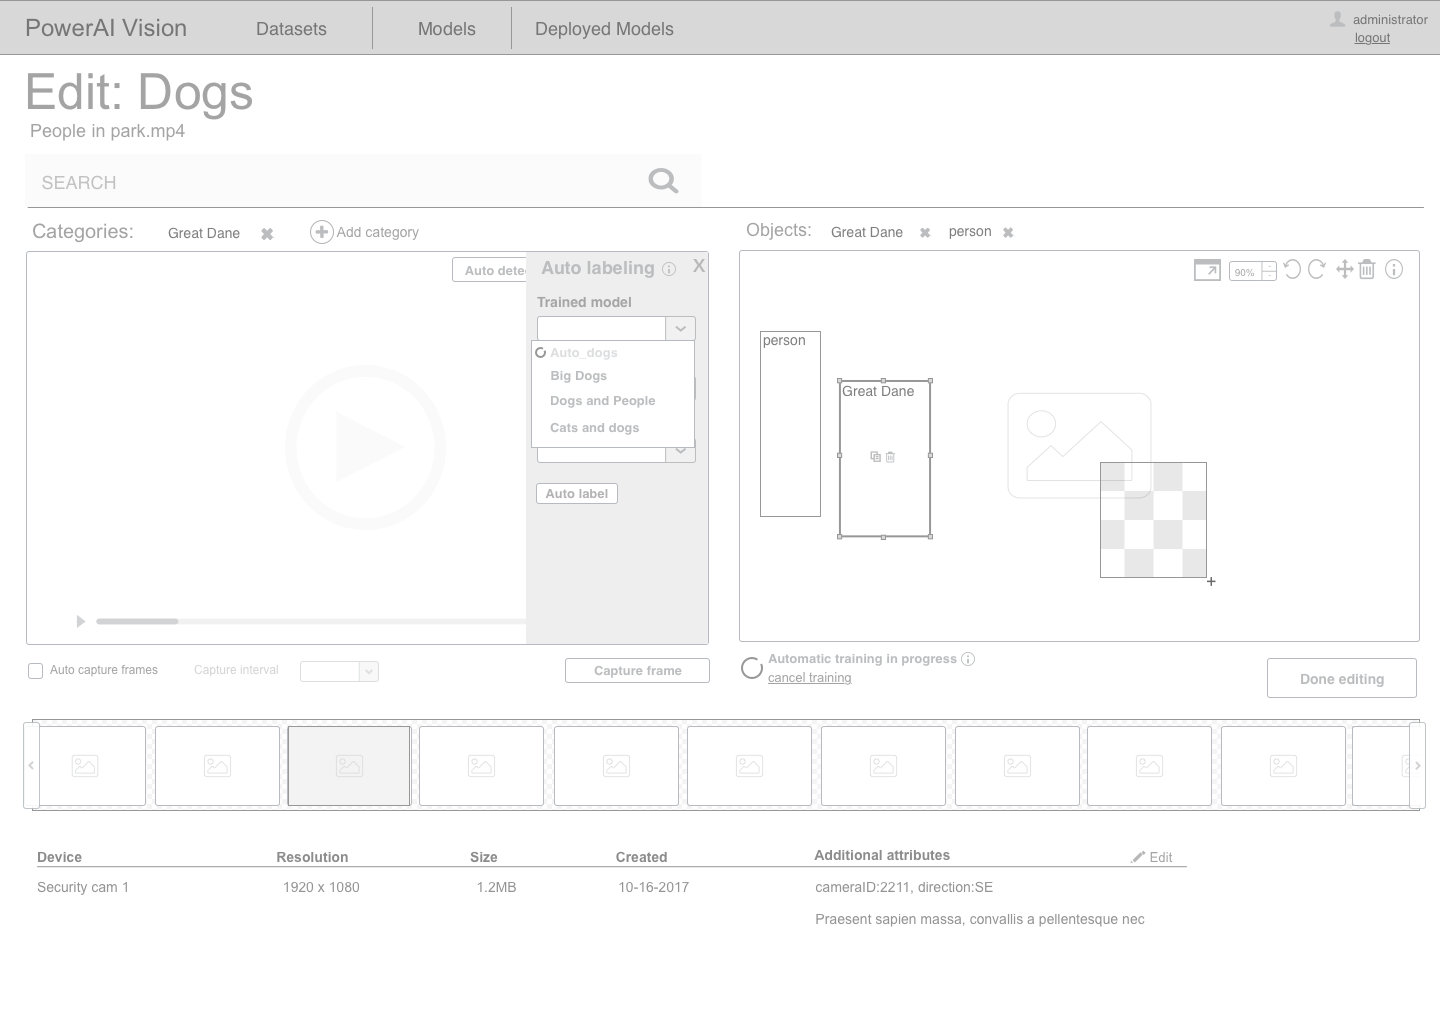 PowerAI Vision
Datasets
Models
Deployed Models
administrator
logout
Edit: Dogs
People in park.mp4
SEARCH
Categories:
Great Dane
Add category
Objects:
Great Dane
person
Auto dete
Auto labeling
X
Trained model
Auto_dogs
Big Dogs
Dogs and People
Cats and dogs
Auto label
90%
person
Great Dane
Auto capture frames
Capture interval
Capture frame
Automatic training in progress
cancel training
Done editing
Device
Resolution
Size
Created
Additional attributes
Edit
Security cam 1
1920 x 1080
1.2MB
10-16-2017
cameraID:2211, direction:SE
Praesent sapien massa, convallis a pellentesque nec